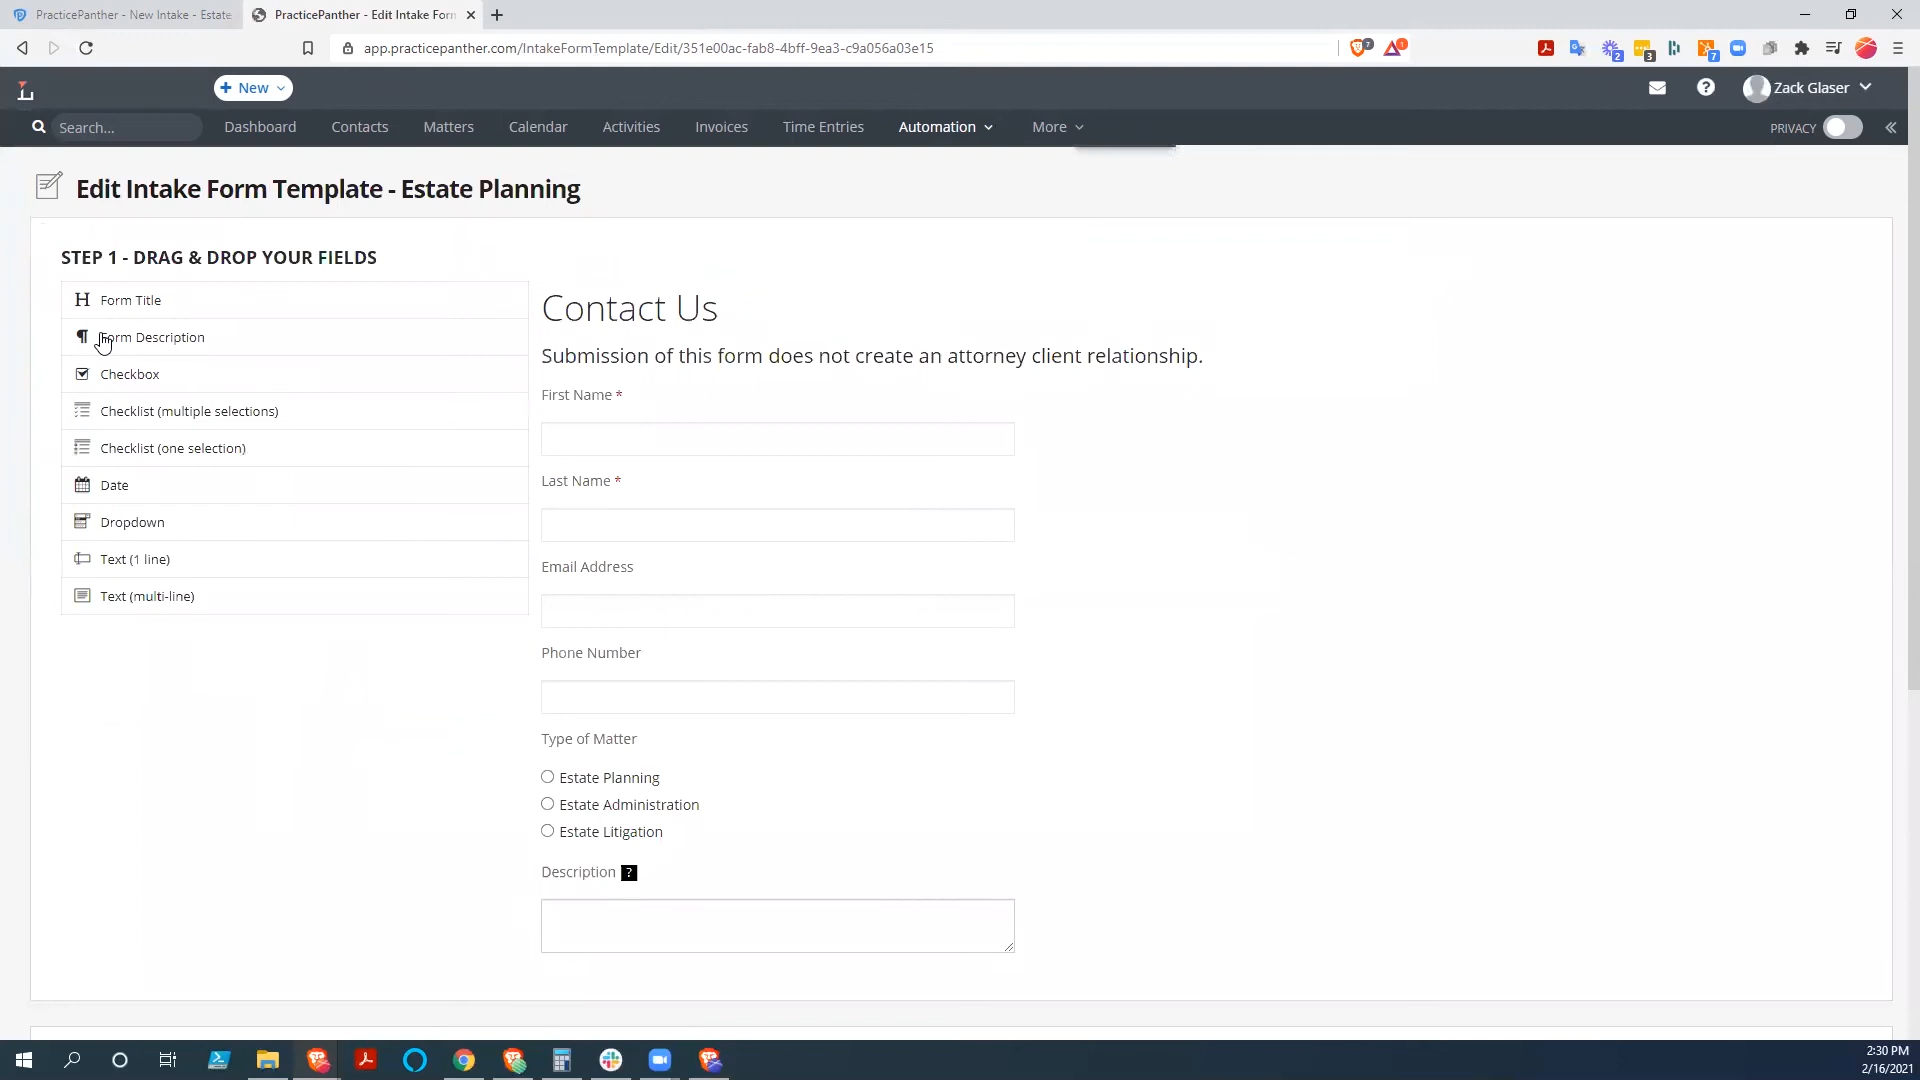 PracticePanther - New Intake - Estate
PracticePanther - Edit Intake Form
app.practicepanther.com/IntakeFormTemplate/Edit/351e00ac-fab8-4bff-9ea3-c9a056a03e15
7
1
2
3
7
New
Zack Glaser
Search...
Dashboard
Contacts
Matters
Calendar
Activities
Invoices
Time Entries
Automation
More
PRIVACY
Edit Intake Form Template - Estate Planning
STEP 1 - DRAG & DROP YOUR FIELDS
H Form Title
¶ Form Description
Checkbox
Checklist (multiple selections)
Checklist (one selection)
Date
Dropdown
Text (1 line)
Text (multi-line)
Contact Us
Submission of this form does not create an attorney client relationship.
First Name *
Last Name *
Email Address
Phone Number
Type of Matter
Estate Planning
Estate Administration
Estate Litigation
Description ?
2:30 PM
2/16/2021